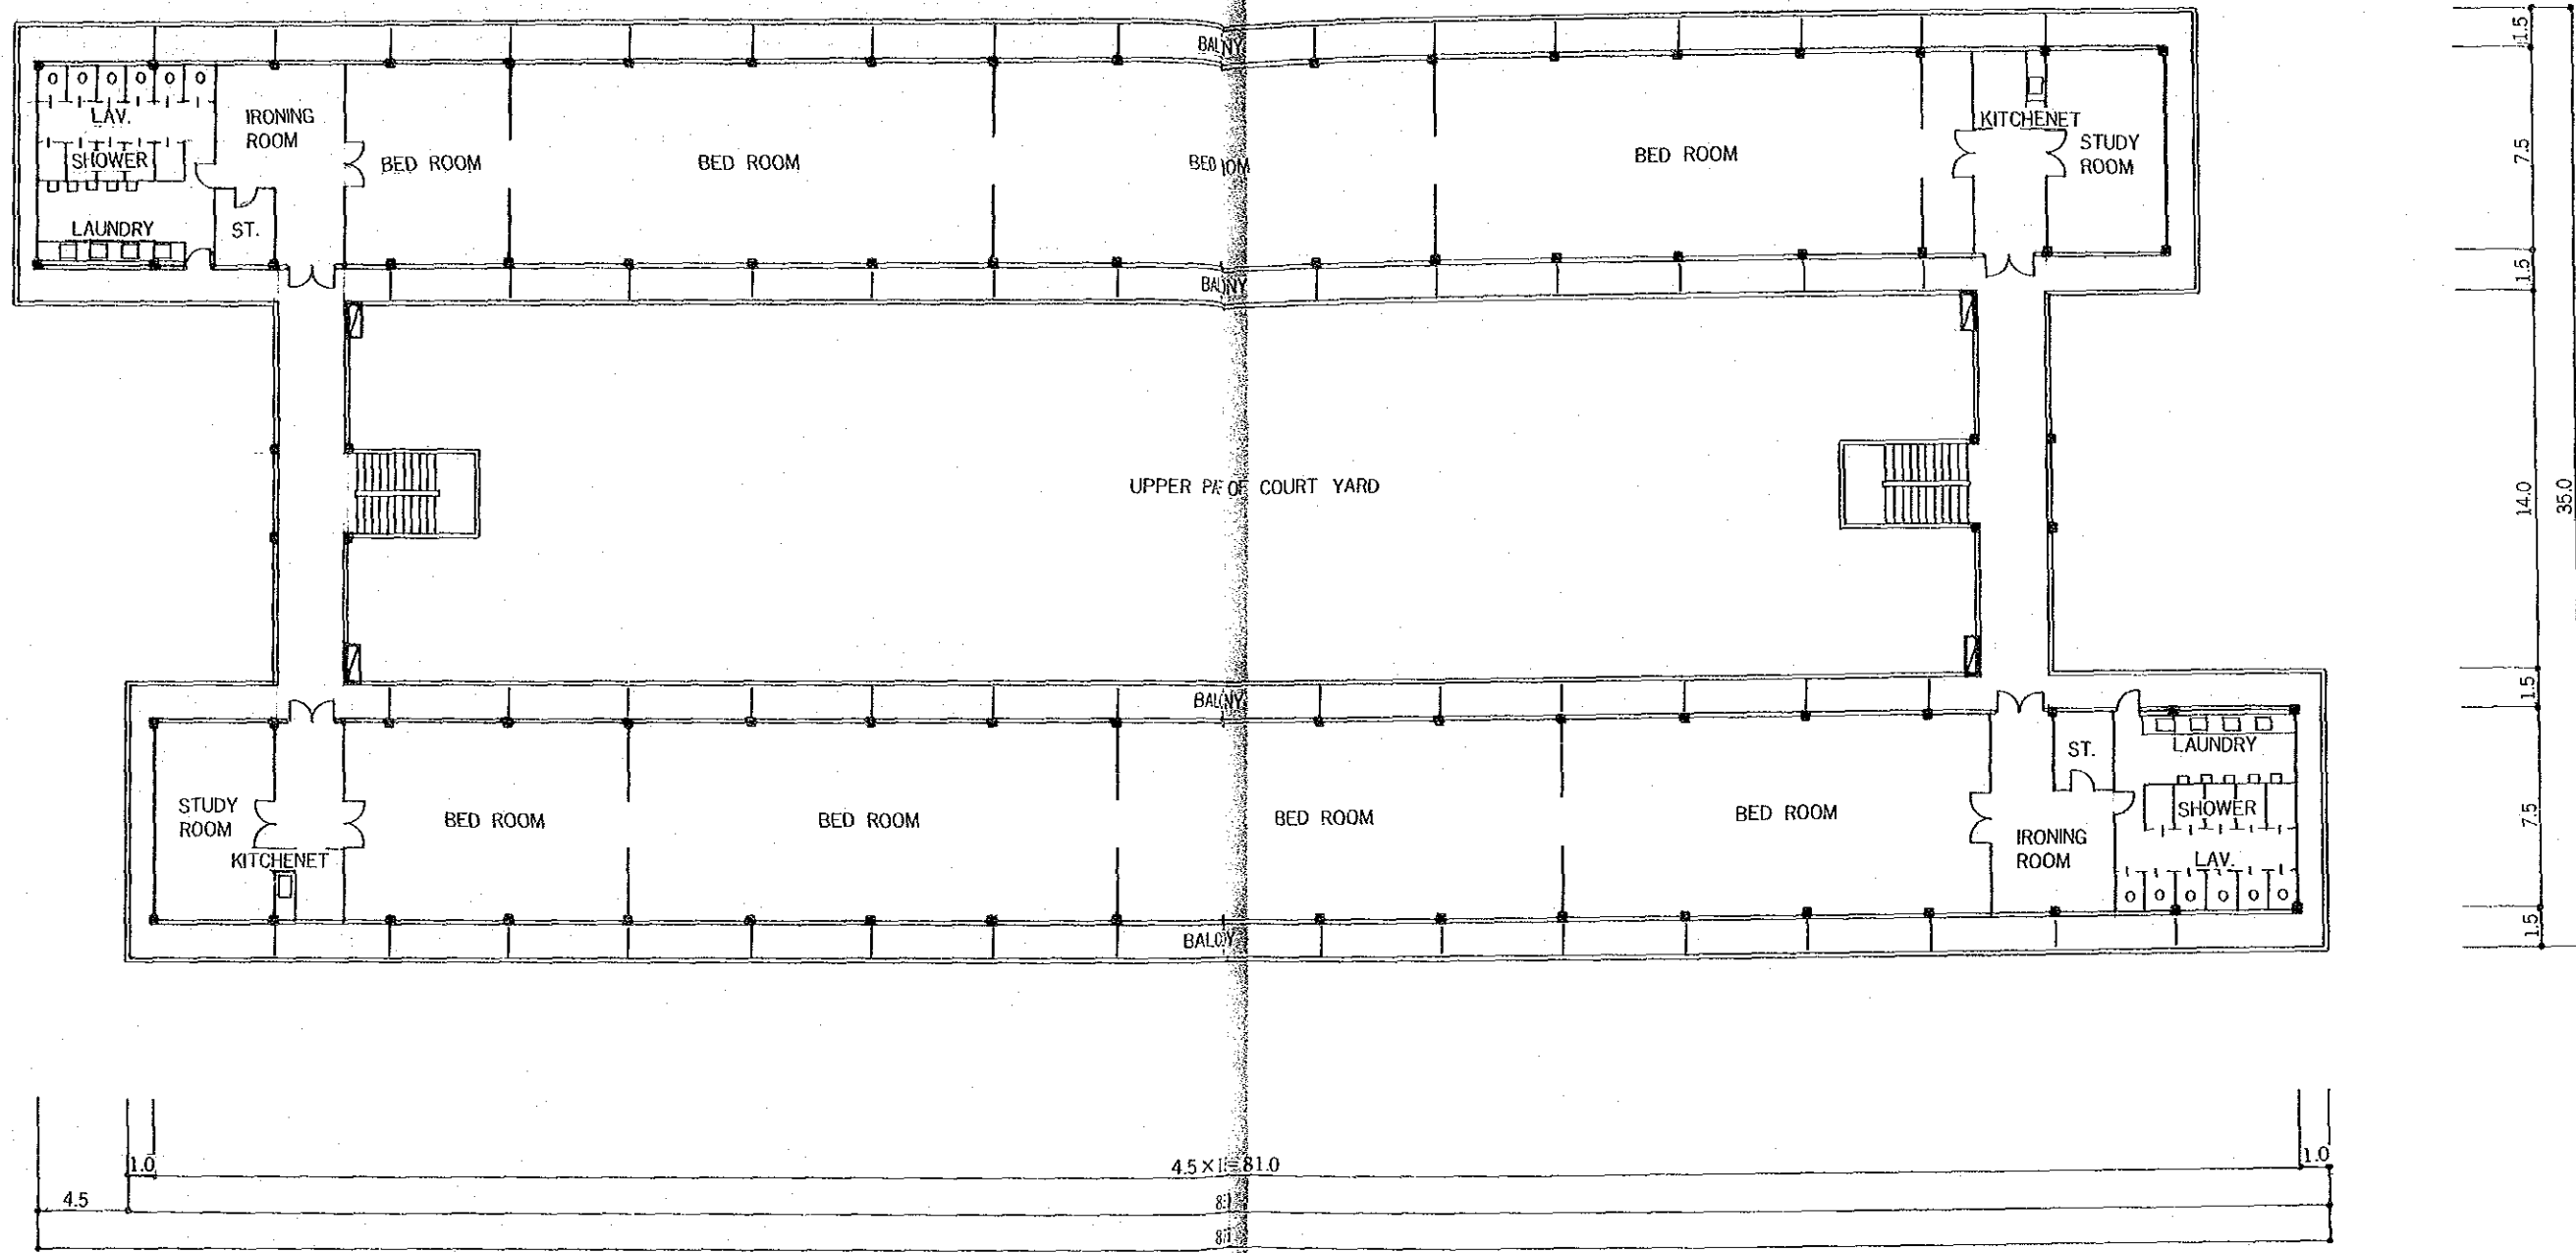 1.5
LAV.
IRONING
ROOM
SHOWER
LAUNDRY
ST.
BED ROOM
BED ROOM
BED ROOM
KITCHENET
STUDY
ROOM
7.5
1.5
UPPER
OF COURT YARD
14.0
35.0
1.5
STUDY
ROOM
KITCHENET
BED ROOM
BED ROOM
BED ROOM
BED ROOM
ST.
LAUNDRY
SHOWER
IRONING
ROOM
LAV.
7.5
1.5
1.0
81.0
1.0
4.5